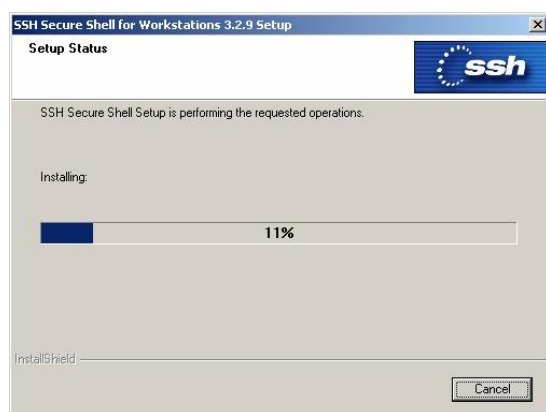 SSH Secure Shell for Workstations 3.2.9 Setup
Setup Status
ssh
SSH Secure Shell Setup is performing the requested operations.
Installing:
11%
InstallShield
Cancel